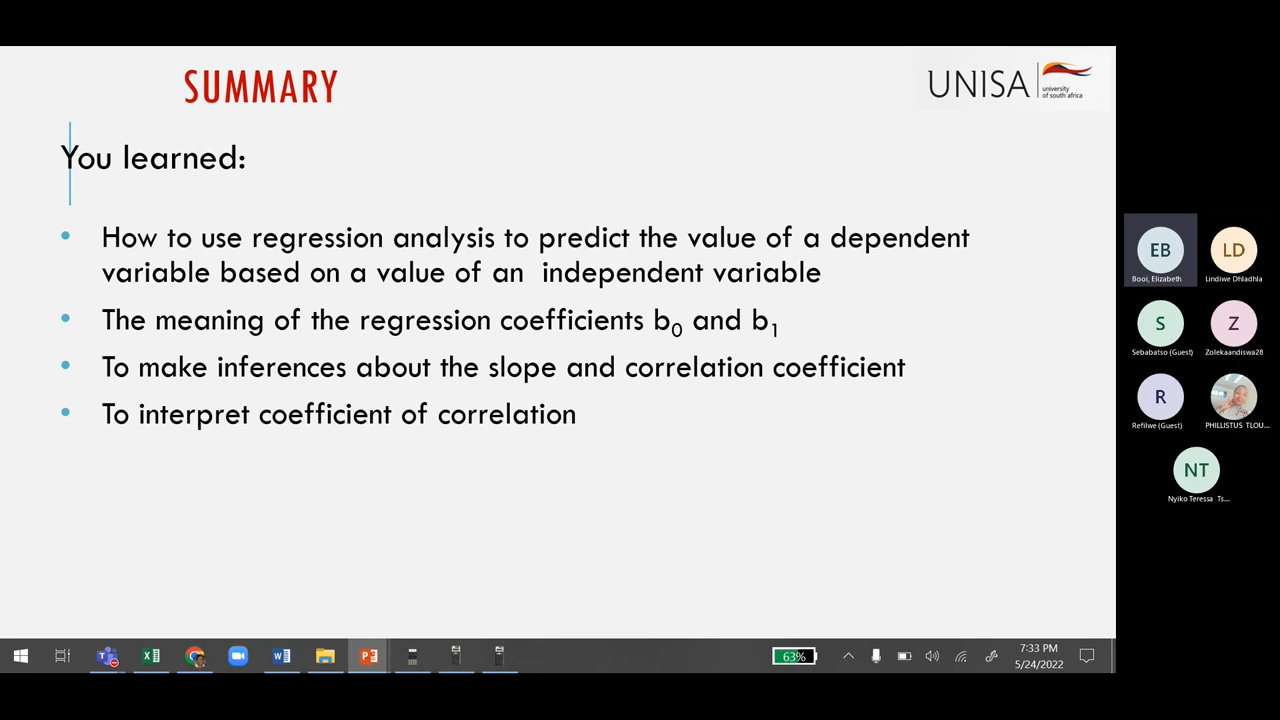 SUMMARY
UNISA
university
of south africa
You learned:
• How to use regression analysis to predict the value of a dependent
variable based on a value of an independent variable
• The meaning of the regression coefficients b0 and b1
• To make inferences about the slope and correlation coefficient
• To interpret coefficient of correlation
EB
LD
Booi, Elizabeth
Lindiwe Dhladhla
S
Z
Sebabatso (Guest)
Zolekaandiswa28
R
Refilwe (Guest)
PHILLISTUS TLOU...
NT
Nyiko Teressa Ts...
63%
7:33 PM
5/24/2022